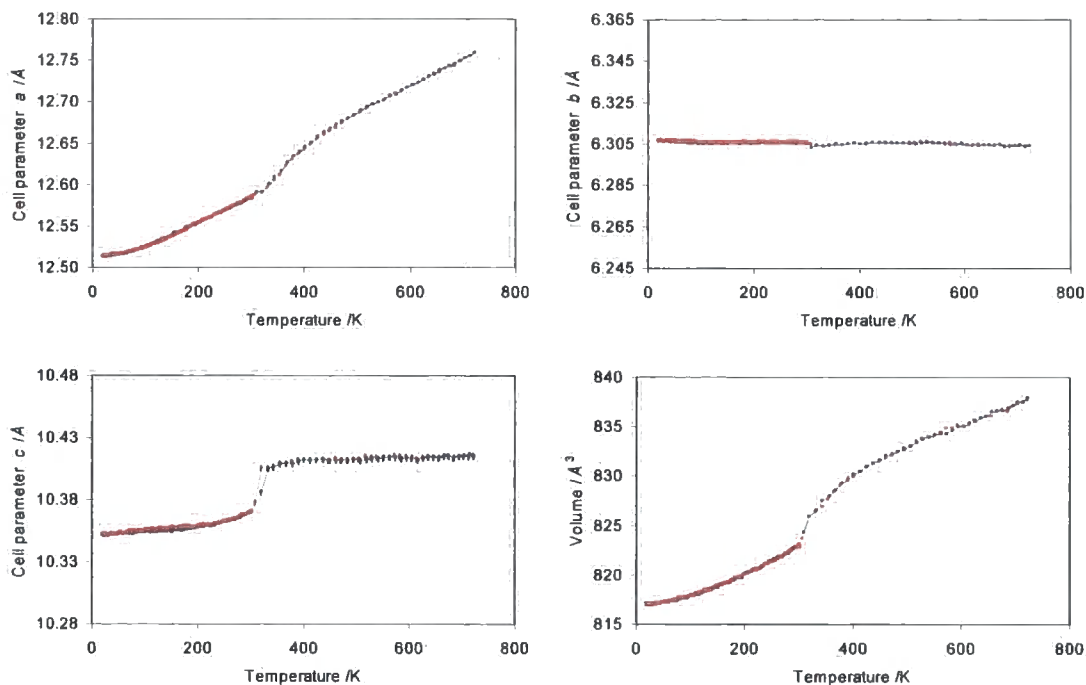 12.80
12.75
12.70
12.65
12.60
12.55
12.50
Cell parameter a /Å
0 200 400 600 800
Temperature /K
6.365
6.345
6.325
6.305
6.285
6.265
6.245
Cell parameter b /Å
0 200 400 600 800
Temperature /K
10.48
10.43
10.38
10.33
10.28
Cell parameter c /Å
0 200 400 600 800
Temperature /K
840
835
830
825
820
815
Volume /Å³
0 200 400 600 800
Temperature /K